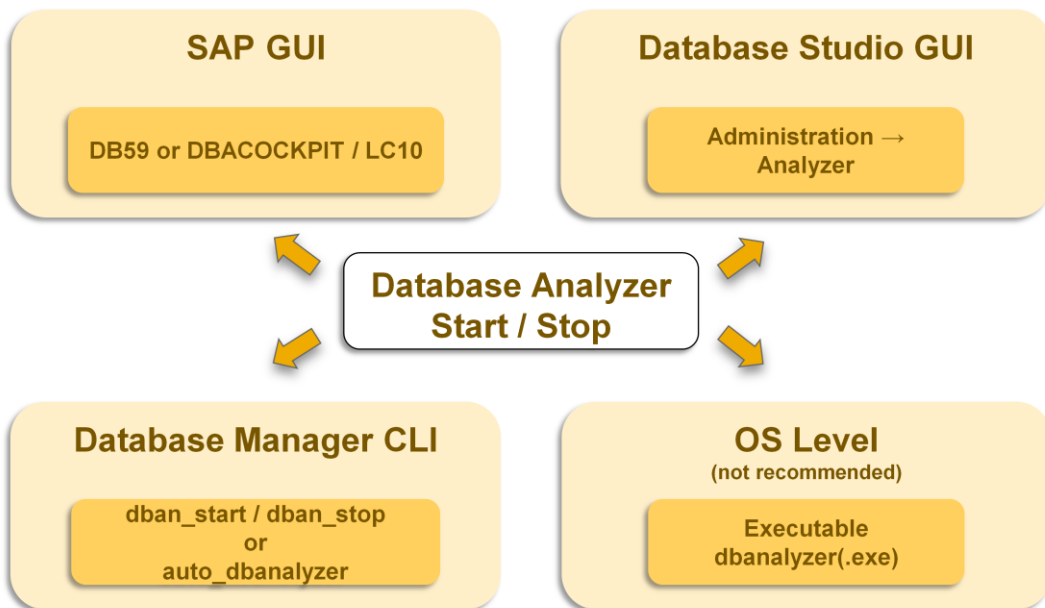 SAP GUI
DB59 or DBACOCKPIT / LC10
Database Studio GUI
Administration →
Analyzer
Database Analyzer
Start / Stop
Database Manager CLI
dban_start / dban_stop
or
auto_dbanalyzer
OS Level
(not recommended)
Executable
dbanalyzer(.exe)